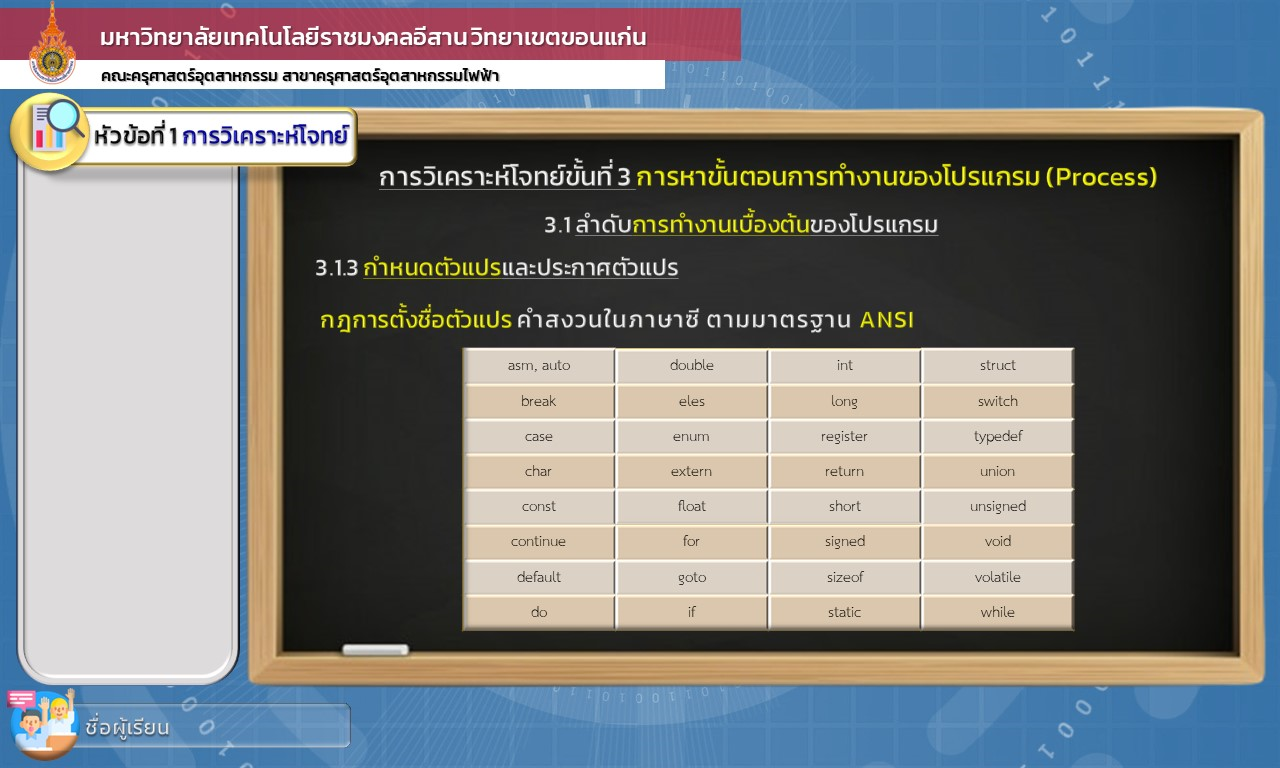 มหาวิทยาลัยเทคโนโลยีราชมงคลอีสาน วิทยาเขตขอนแก่น
คณะครุศาสตร์อุตสาหกรรม สาขาครุศาสตร์อุตสาหกรรมไฟฟ้า
หัวข้อที่ 1 การวิเคราะห์โจทย์
การวิเคราะห์โจทย์ขั้นที่ 3 การหาขั้นตอนการทำงานของโปรแกรม (Process)
3.1 ลำดับการทำงานเบื้องต้นของโปรแกรม
3.1.3 กำหนดตัวแปรและประกาศตัวแปร
กฎการตั้งชื่อตัวแปร คำสงวนในภาษาซี ตามมาตรฐาน ANSI
asm, auto double int struct
break eles long switch
case enum register typedef
char extern return union
const float short unsigned
continue for signed void
default goto sizeof volatile
do if static while
ชื่อผู้เรียน